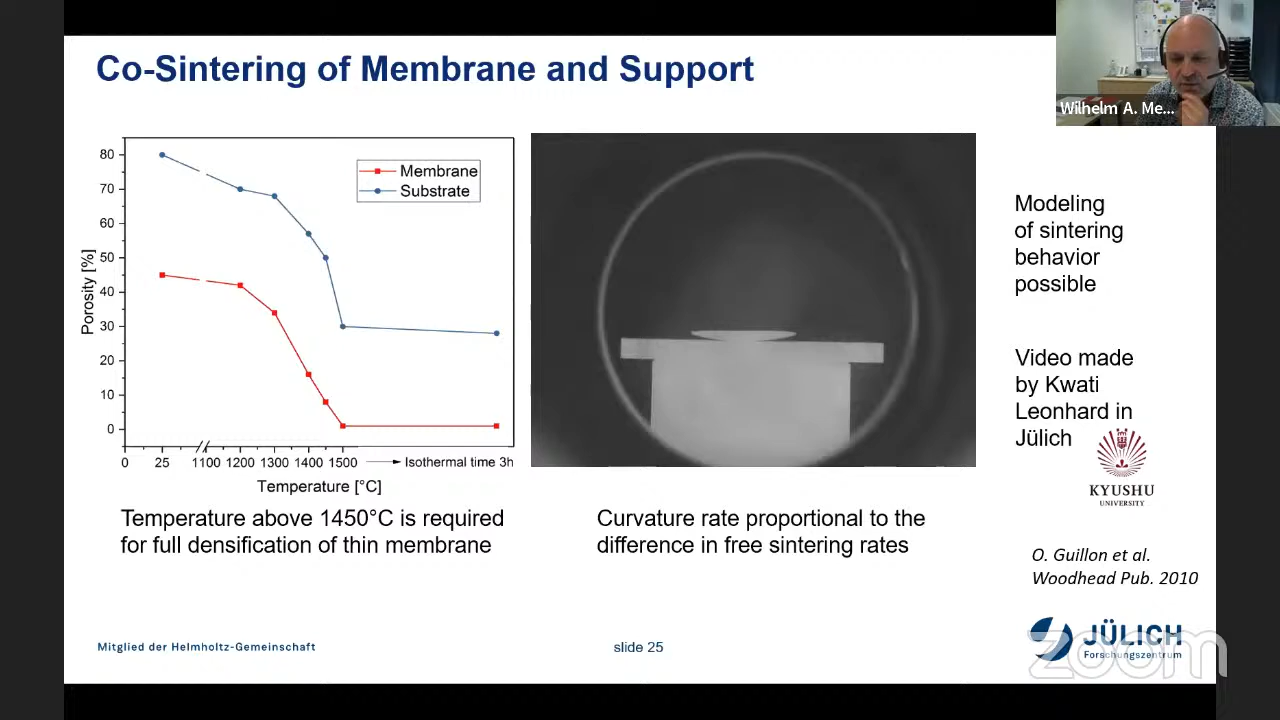 Co-Sintering of Membrane and Support
Wilhelm A. Me...
80
70
60
50
40
30
20
10
0
Porosity [%]
Membrane
Substrate
0 25 1100 1200 1300 1400 1500 Isothermal time 3h
Temperature [°C]
Temperature above 1450°C is required
for full densification of thin membrane
Curvature rate proportional to the
difference in free sintering rates
Modeling
of sintering
behavior
possible
Video made
by Kwati
Leonhard in
Jülich
KYUSHU
UNIVERSITY
O. Guillon et al.
Woodhead Pub. 2010
Mitglied der Helmholtz-Gemeinschaft
slide 25
JÜLICH
Forschungszentrum
zoom